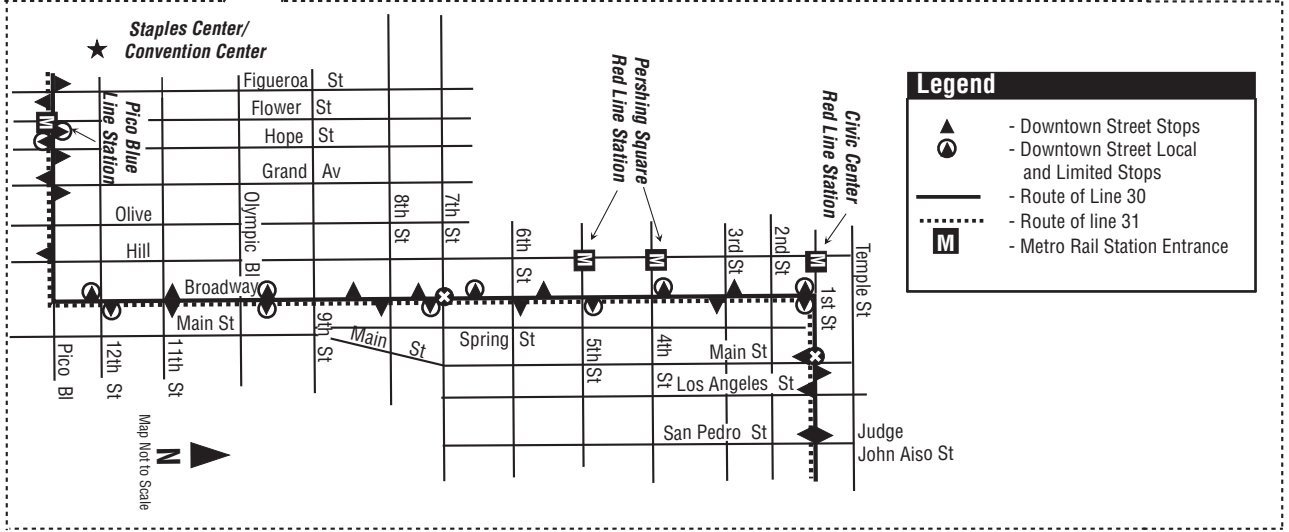 Staples Center/
Convention Center
Figueroa St
Flower St
Hope St
Grand Av
Olive
Hill
Broadway
Main St
Pico Blue
Line Station
M
Olympic Bl
8th St
7th St
6th St
Pershing Square
Red Line Station
M
M
3rd St
2nd St
Civic Center
Red Line Station
M
Temple St
1st St
9th St
Main St
Spring St
5th St
4th St
Main St
Los Angeles St
San Pedro St
Judge
John Aiso St
Pico Bl
12th St
11th St
N
Map Not to Scale
Legend
- Downtown Street Stops
- Downtown Street Local
and Limited Stops
- Route of Line 30
- Route of line 31
M - Metro Rail Station Entrance